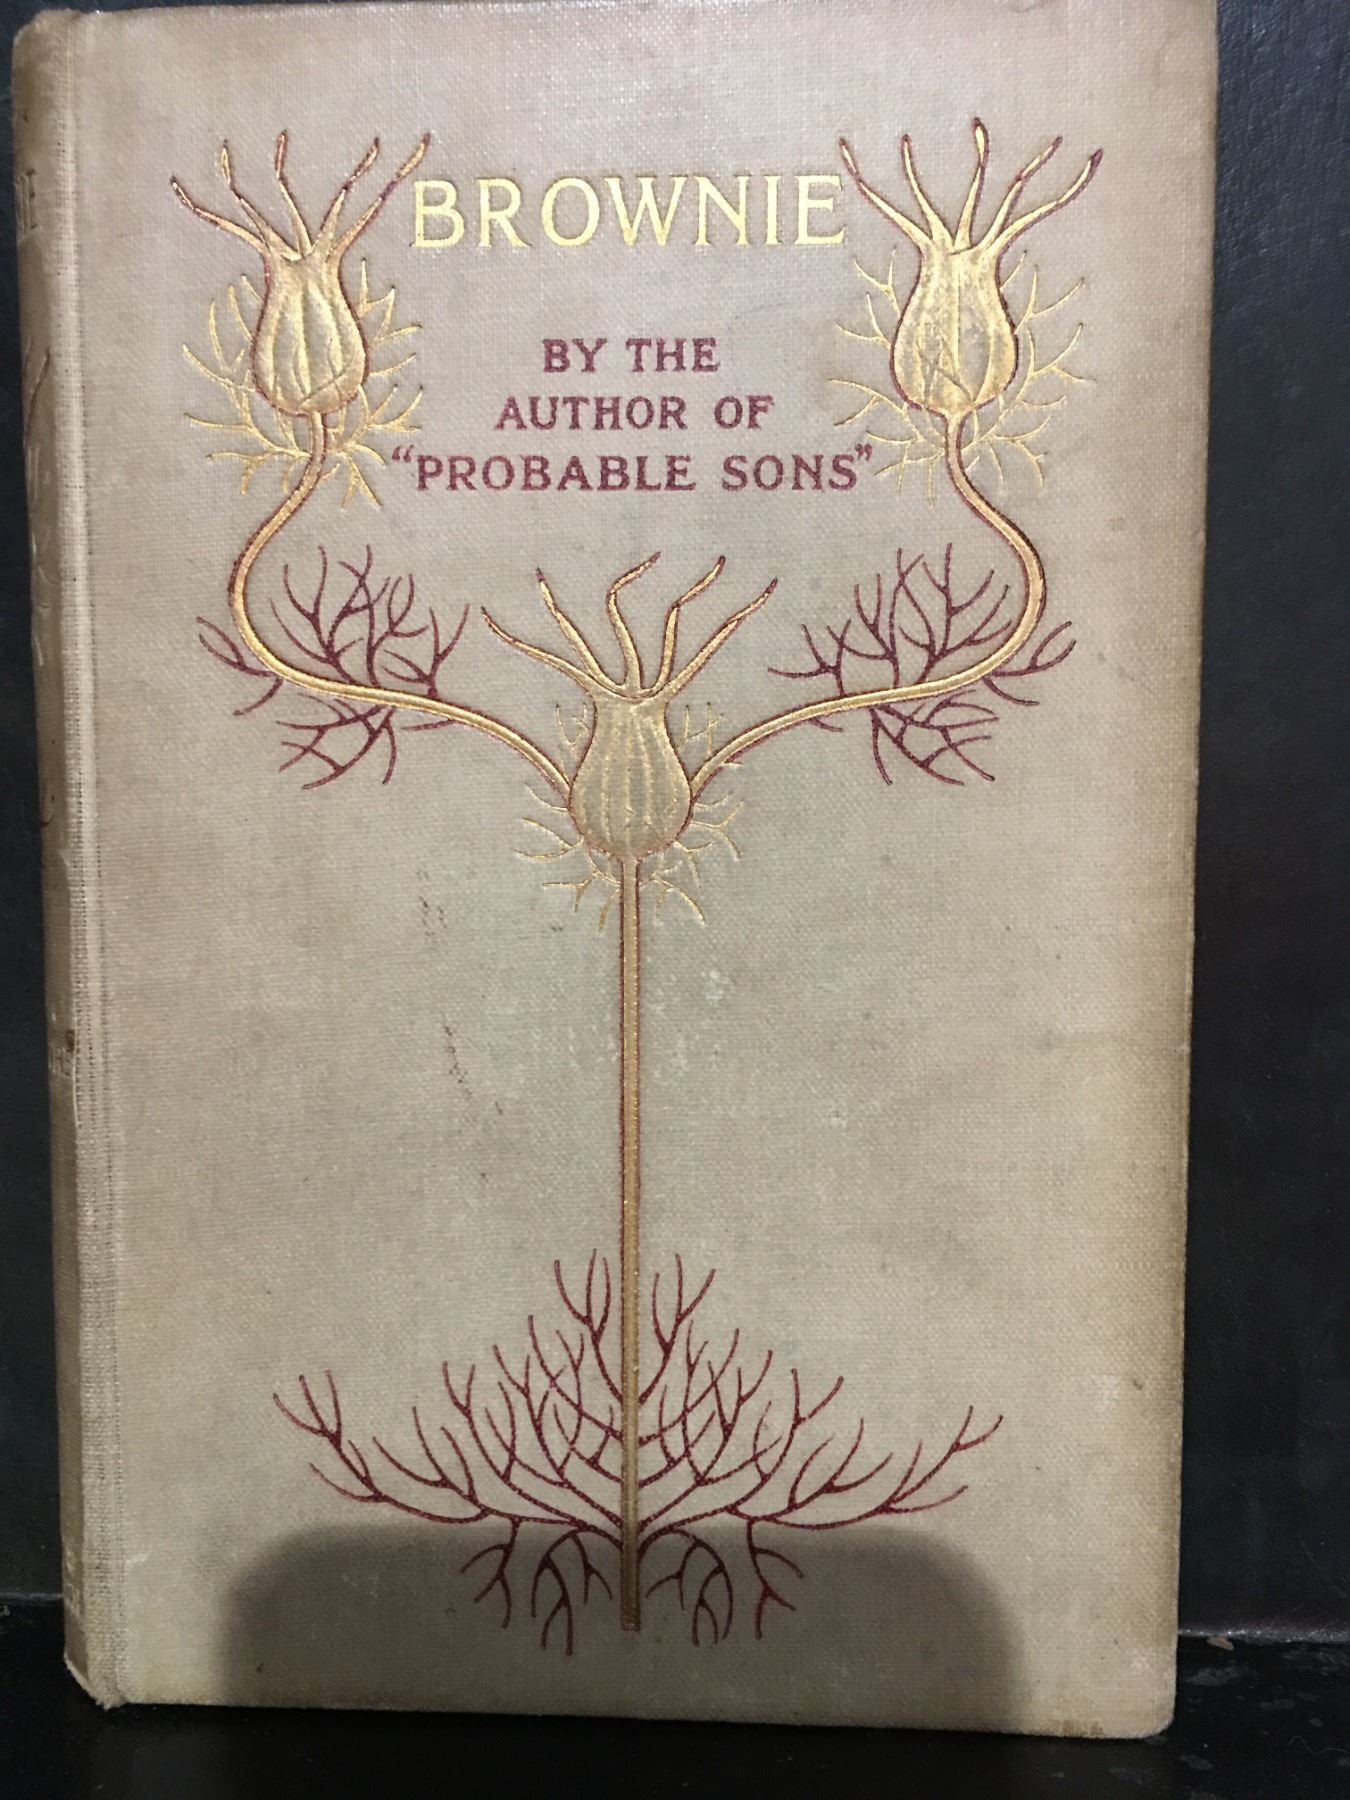 BROWNIE
BY THE
AUTHOR OF
“PROBABLE SONS”